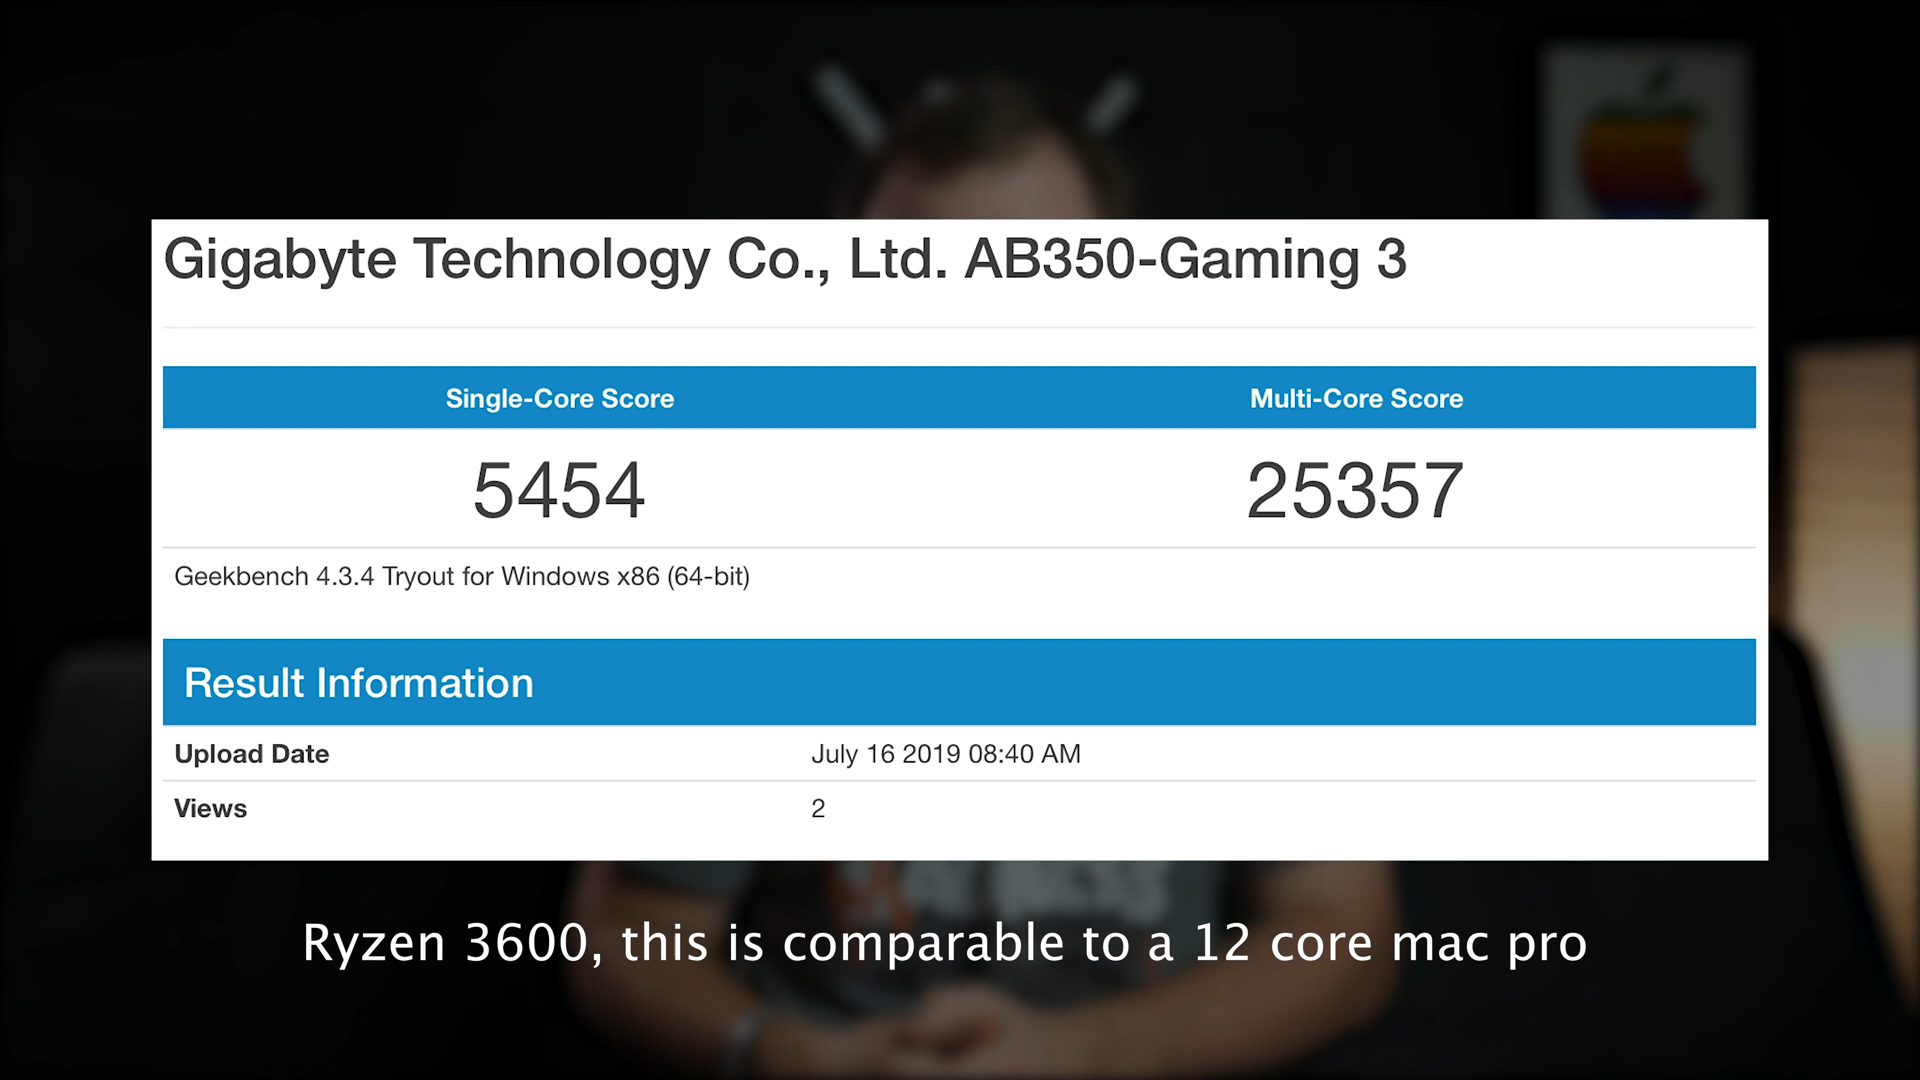 Gigabyte Technology Co., Ltd. AB350-Gaming 3
Single-Core Score Multi-Core Score
5454 25357
Geekbench 4.3.4 Tryout for Windows x86 (64-bit)
Result Information
Upload Date July 16 2019 08:40 AM
Views 2
Ryzen 3600, this is comparable to a 12 core mac pro